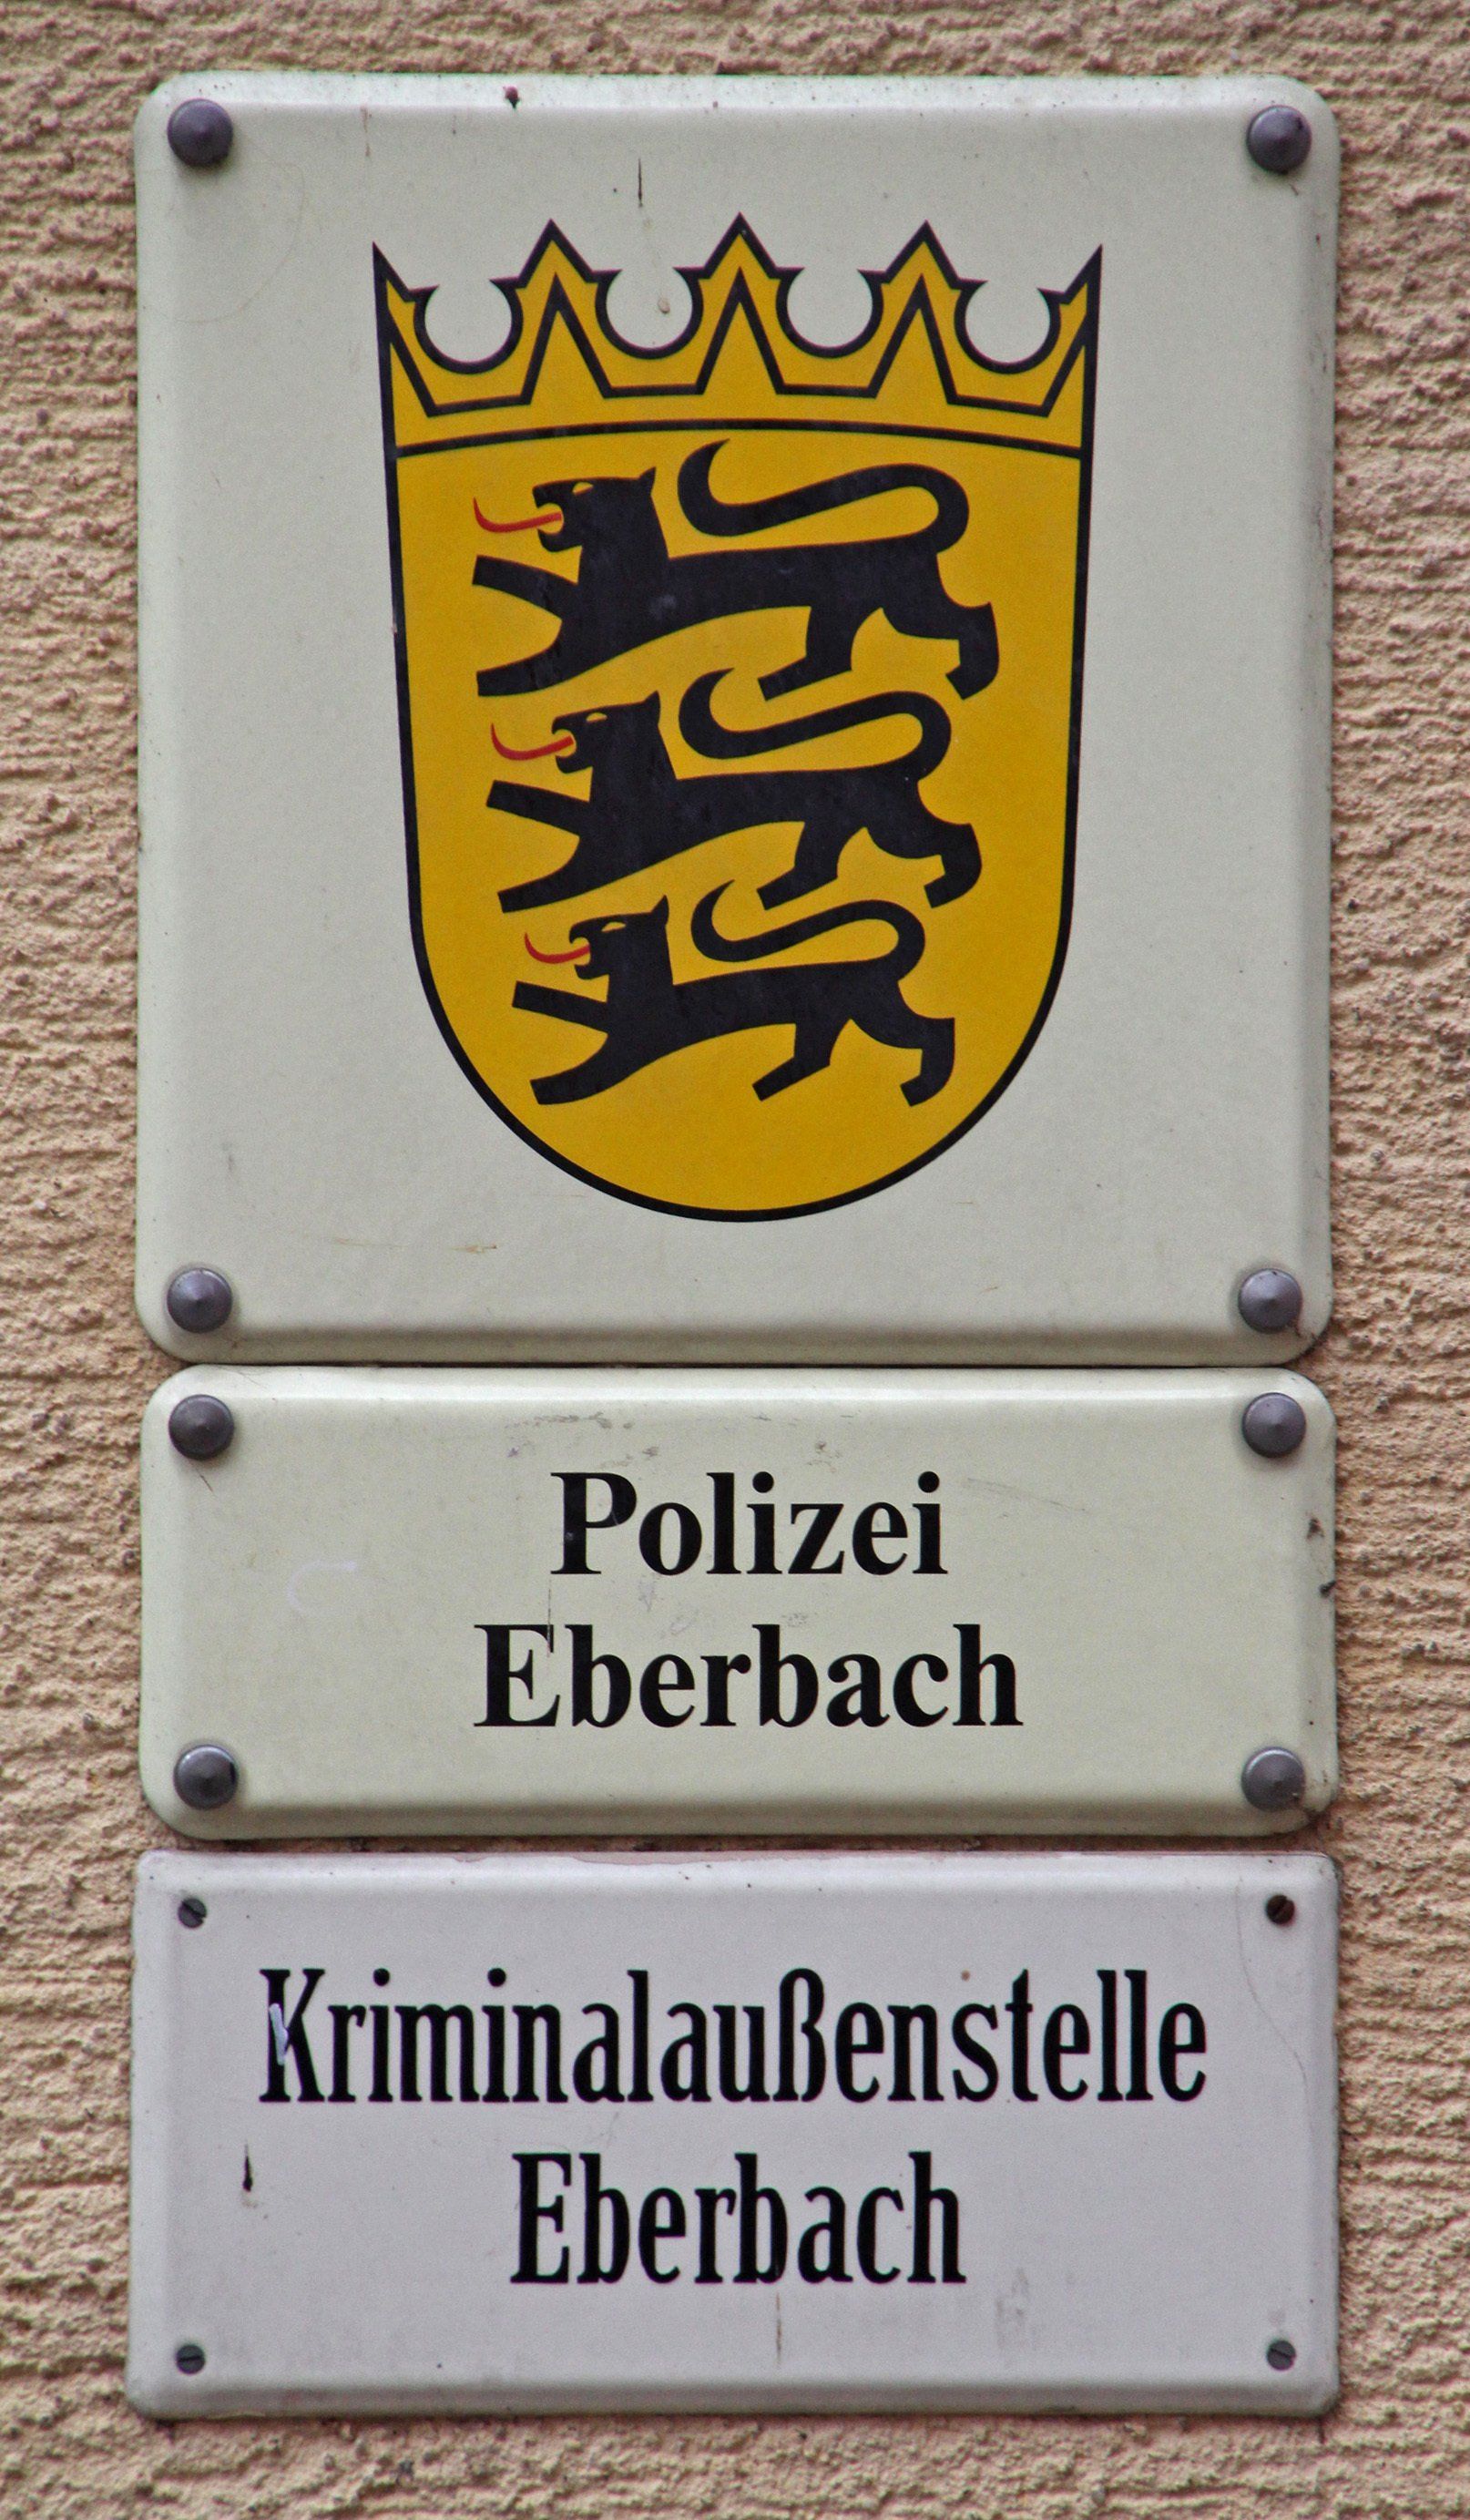 Polizei
Eberbach
Kriminalaußenstelle
Eberbach